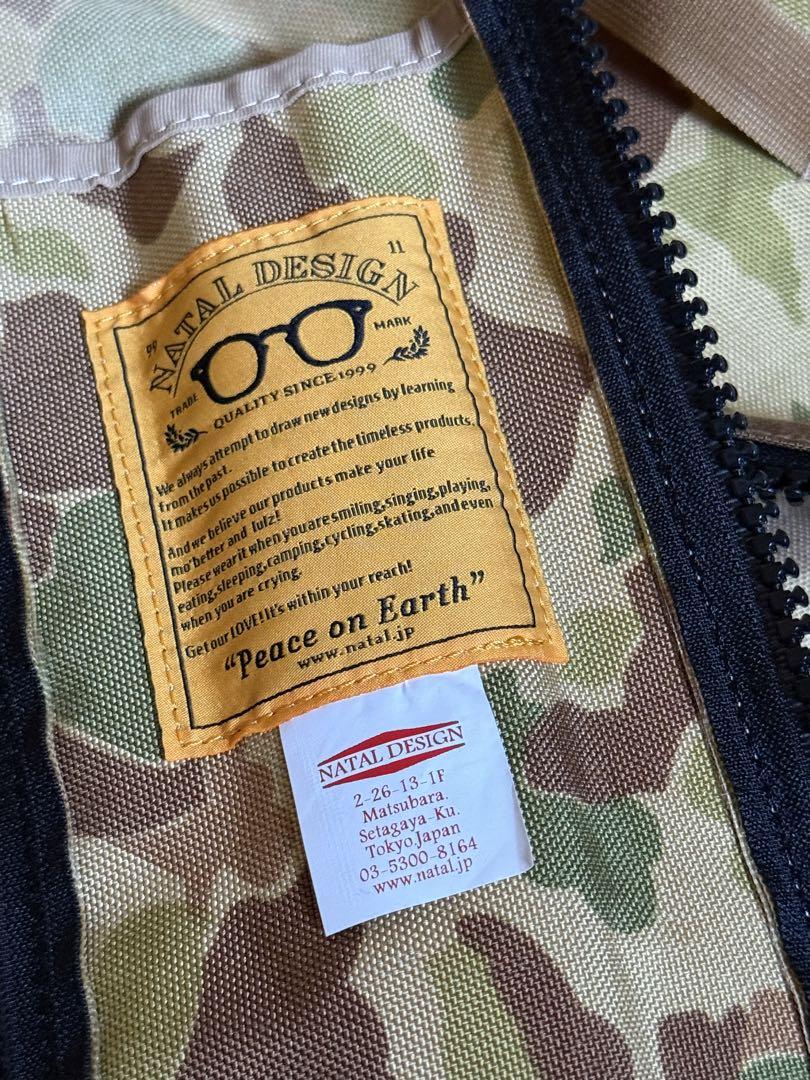 NATAL DESIGN
11
99
TRADE
MARK
QUALITY SINCE-1999
We always attempt to draw new designs by learning
from the past.
It makes us possible to create the timeless products.
And we believe our products make your life
mo'better and lulz!
Please wear it when you are smiling,singing,playing,
eating,sleeping,camping,cycling,skating,and even
when you are crying.
Get our LOVE! It's within your reach!
"Peace on Earth"
www.natal.jp
NATAL DESIGN
2-26-13-1F
Matsubara.
Setagaya-Ku.
Tokyo.Japan
03-5300-8164
www.natal.jp